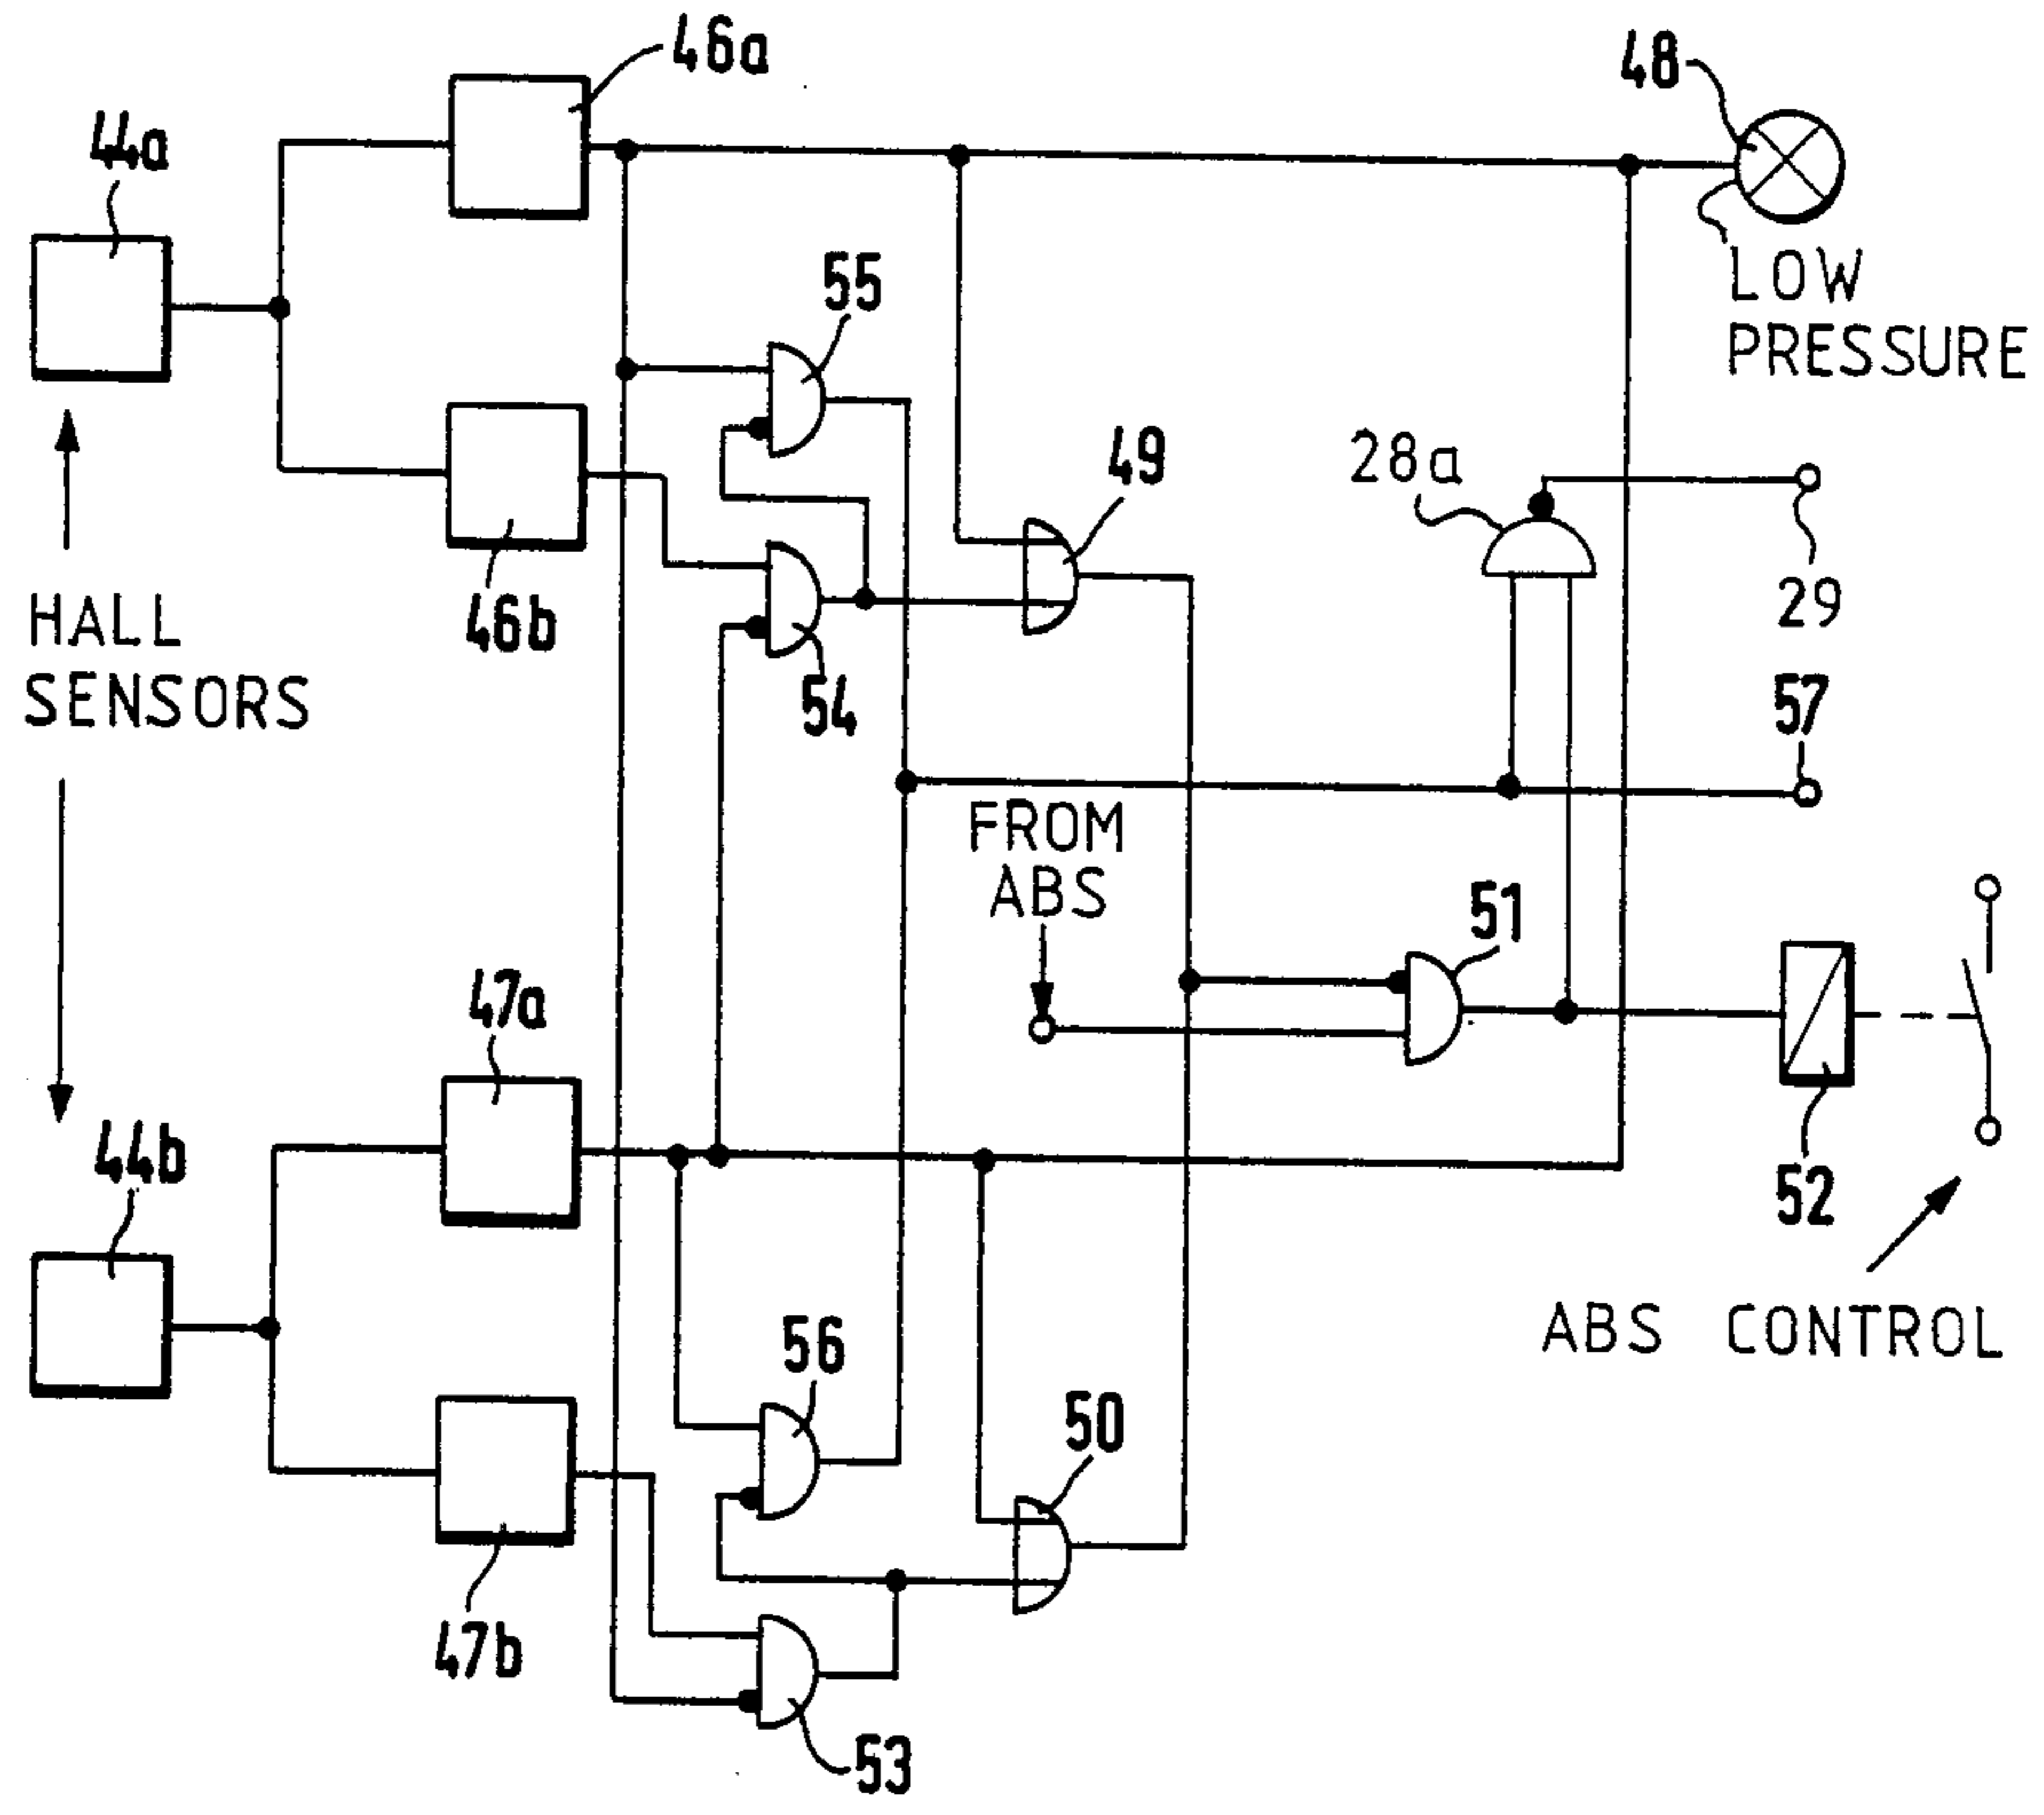 46a
48
44a
LOW
PRESSURE
55
49
28a
46b
29
HALL
SENSORS
54
57
FROM
ABS
51
47a
44b
52
ABS CONTROL
56
50
47b
53